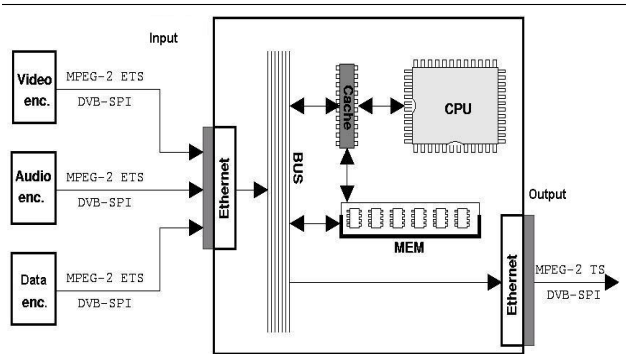 Input
Video
enc.
MPEG-2 ETS
DVB-SPI
Audio
enc.
MPEG-2 ETS
DVB-SPI
Data
enc.
MPEG-2 ETS
DVB-SPI
Ethernet
BUS
Cache
CPU
MEM
Output
Ethernet
MPEG-2 TS
DVB-SPI